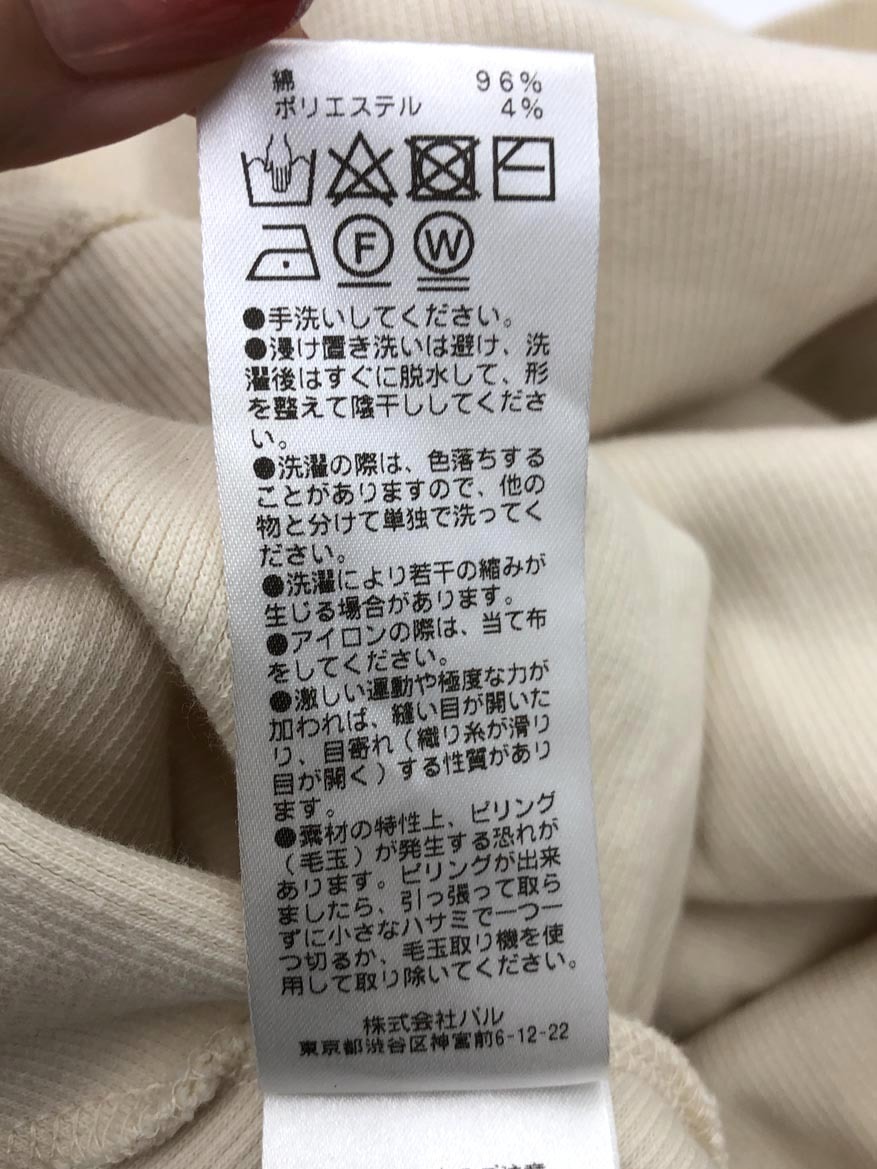 綿 96%
ポリエステル 4%
F W
●手洗いしてください。
●浸け置き洗いは避け、洗
濯後はすぐに脱水して、形
を整えて陰干ししてくださ
い。
●洗濯の際は、色落ちする
ことがありますので、他の
物と分けて単独で洗ってく
ださい。
●洗濯により若干の縮みが
生じる場合があります。
●アイロンの際は、当て布
をしてください。
●激しい運動や極度な力が
加われば、縫い目が開いた
り、目寄れ（織り糸が滑り
目が開く）する性質があり
ます。
●素材の特性上、ピリング
（毛玉）が発生する恐れが
あります。ピリングが出来
ましたら、引っ張って取ら
ずに小さなハサミで一つ一
つ切るか、毛玉取り機を使
用して取り除いてください。
株式会社パル
東京都渋谷区神宮前6-12-22